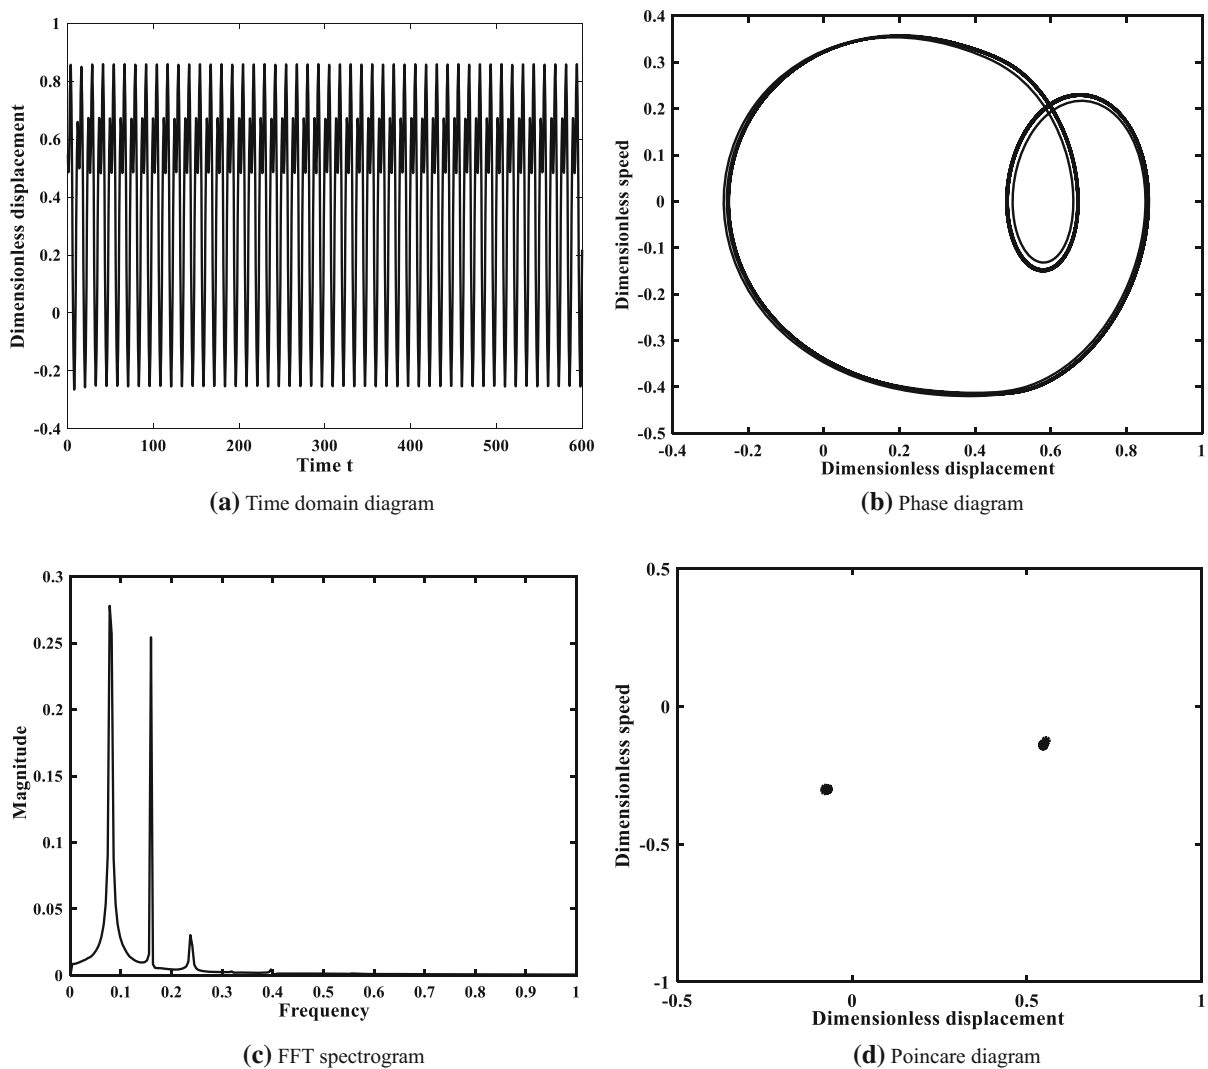 1
0.8
0.6
0.4
0.2
0
-0.2
-0.4
Dimensionless displacement
0 100 200 300 400 500 600
Time t
(a) Time domain diagram
0.4
0.3
0.2
0.1
0
-0.1
-0.2
-0.3
-0.4
-0.5
Dimensionless speed
-0.4 -0.2 0 0.2 0.4 0.6 0.8 1
Dimensionless displacement
(b) Phase diagram
0.3
0.25
0.2
0.15
0.1
0.05
0
Magnitude
0 0.1 0.2 0.3 0.4 0.5 0.6 0.7 0.8 0.9 1
Frequency
(c) FFT spectrogram
0.5
0
-0.5
-1
Dimensionless speed
-0.5 0 0.5 1
Dimensionless displacement
(d) Poincare diagram